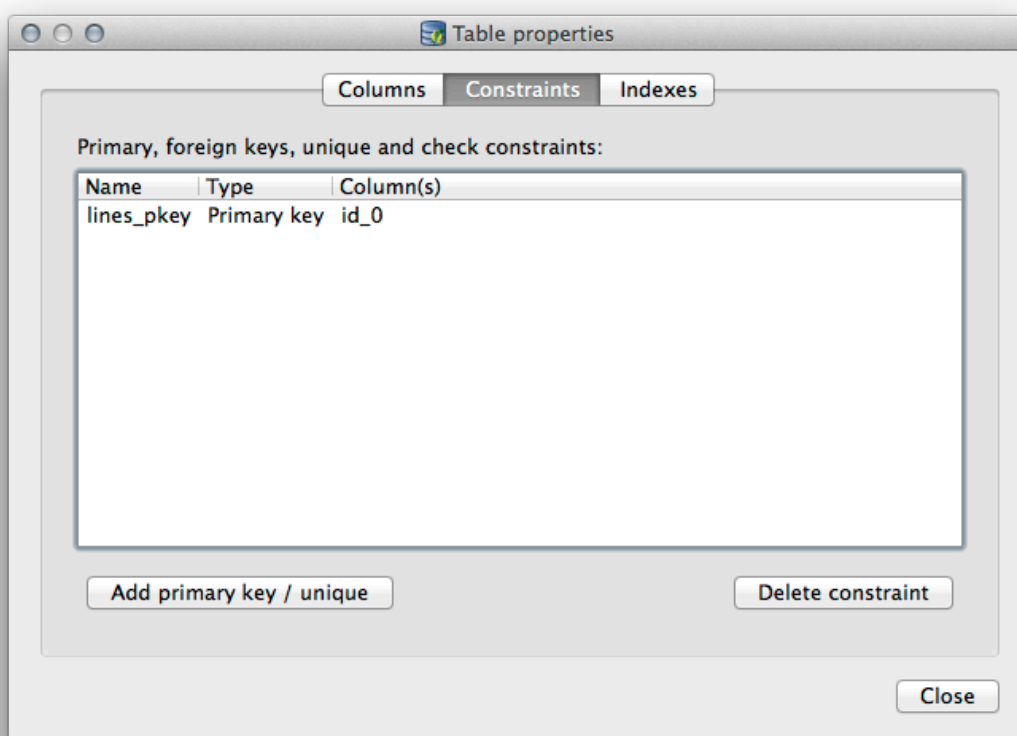 Table properties
Columns Constraints Indexes
Primary, foreign keys, unique and check constraints:
Name Type Column(s)
lines_pkey Primary key id_0
Add primary key / unique Delete constraint
Close